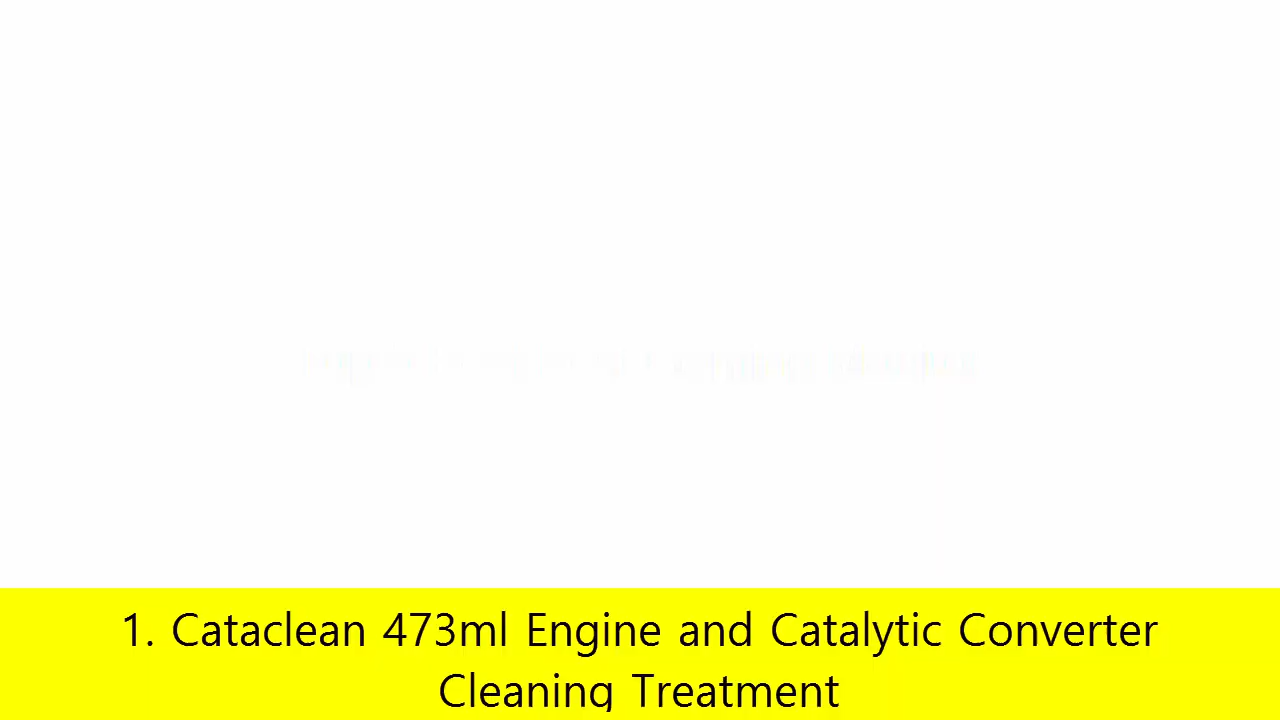 1. Cataclean 473ml Engine and Catalytic Converter
Cleaning Treatment